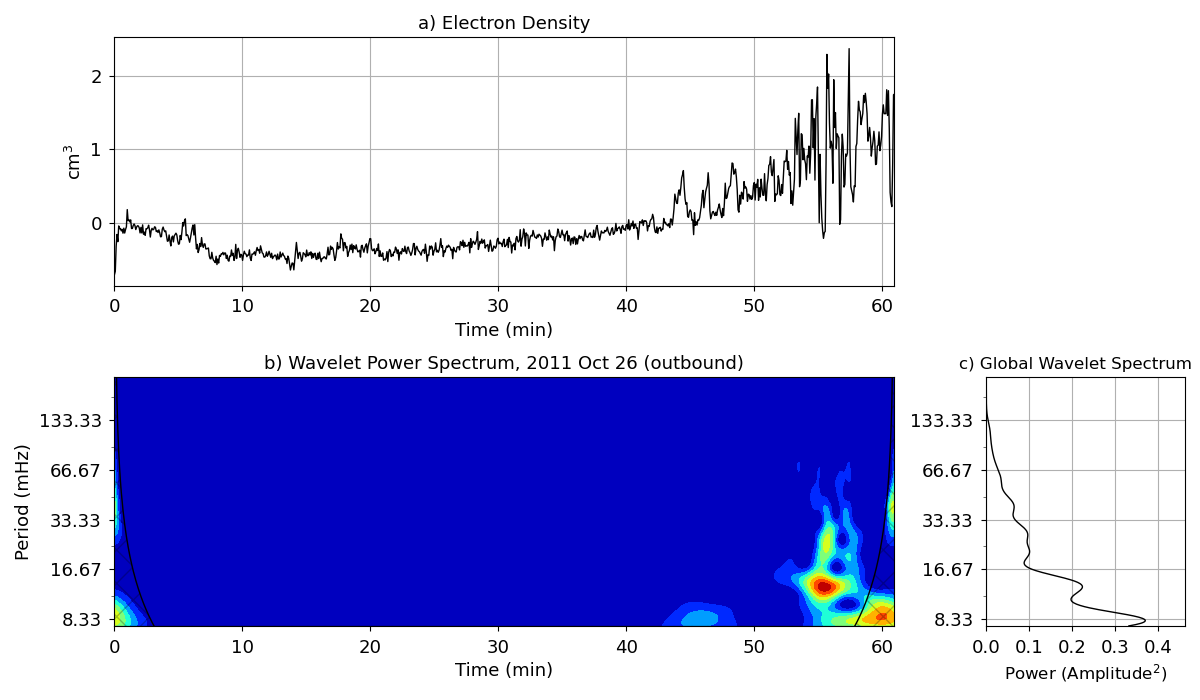 a) Electron Density
cm³
2
1
0
0 10 20 30 40 50 60
Time (min)
b) Wavelet Power Spectrum, 2011 Oct 26 (outbound)
Period (mHz)
133.33
66.67
33.33
16.67
8.33
0 10 20 30 40 50 60
Time (min)
c) Global Wavelet Spectrum
133.33
66.67
33.33
16.67
8.33
0.0 0.1 0.2 0.3 0.4
Power (Amplitude²)